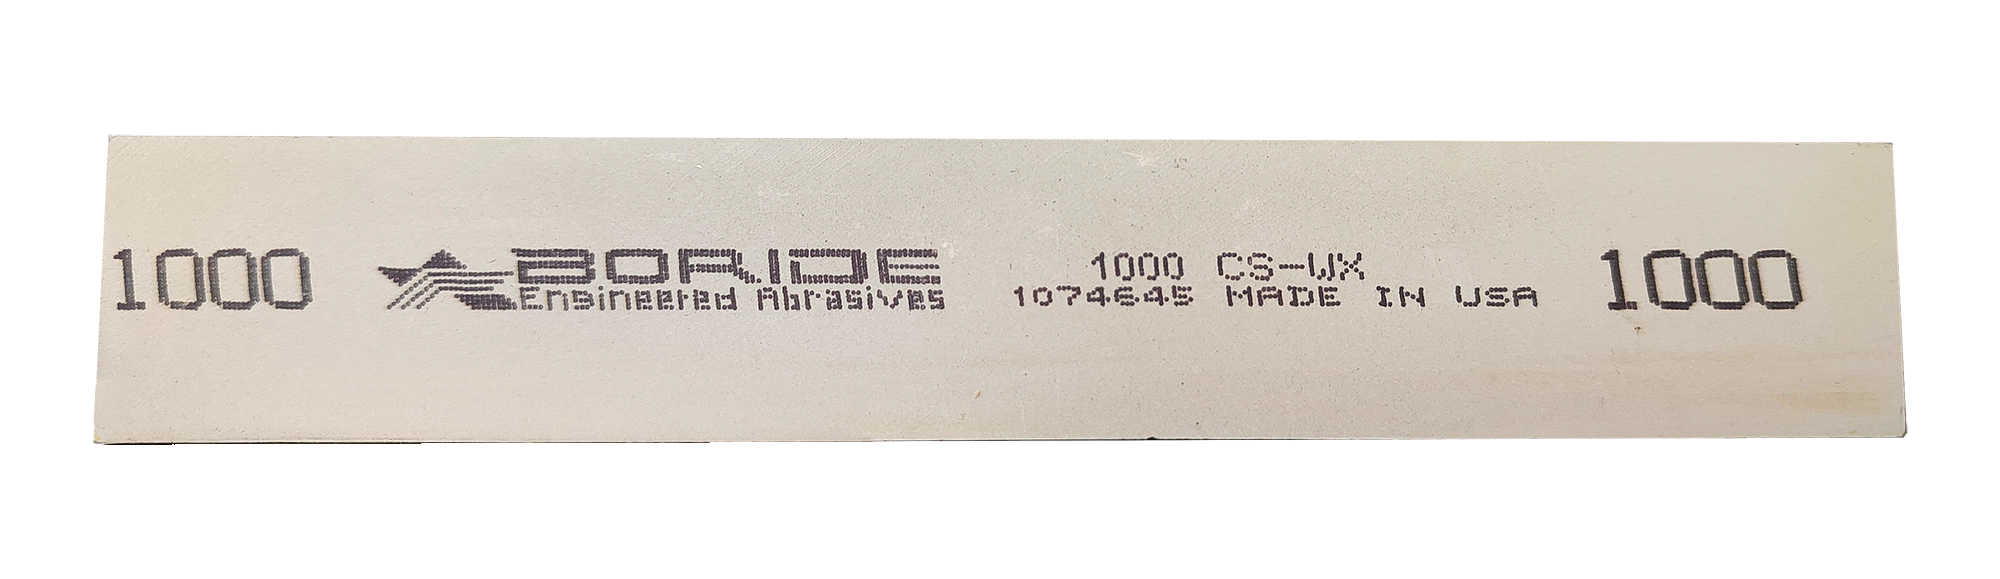 1000
BORIDE
Engineered Abrasives
1000 CS-WX
1074645 MADE IN USA
1000